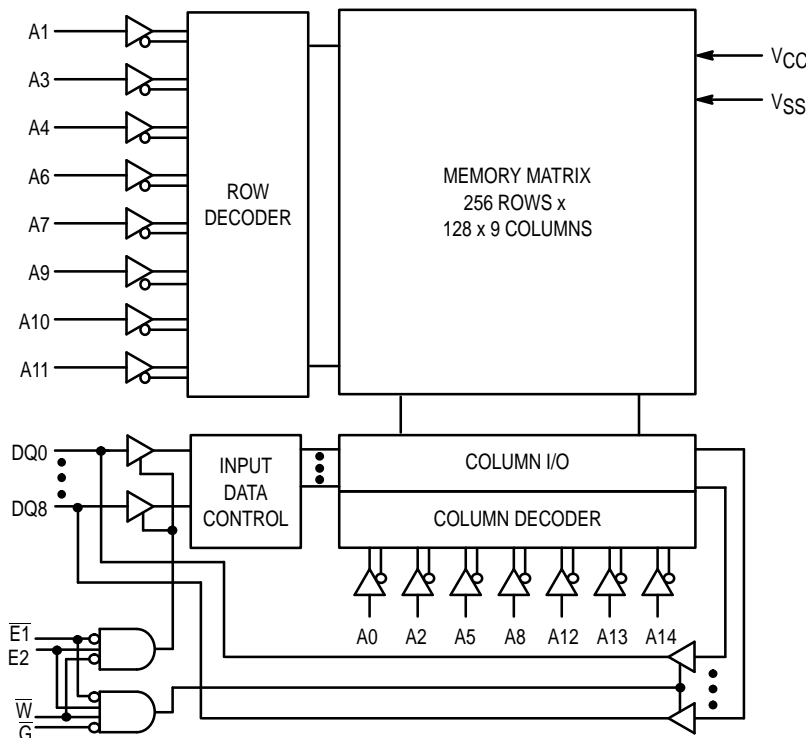 A1
A3
A4
A6
A7
A9
A10
A11
ROW
DECODER
MEMORY MATRIX
256 ROWS x
128 x 9 COLUMNS
VCC
VSS
DQ0
DQ8
INPUT
DATA
CONTROL
COLUMN I/O
COLUMN DECODER
A0 A2 A5 A8 A12 A13 A14
E1
E2
W
G